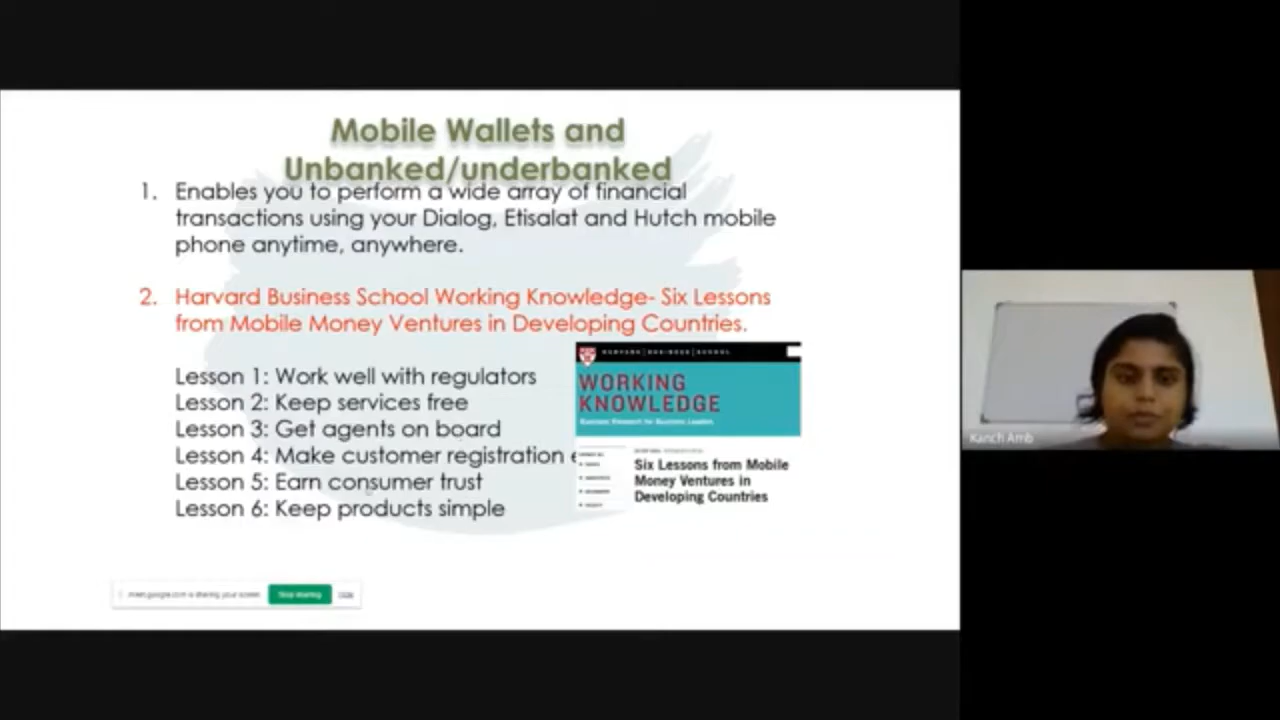 Mobile Wallets and
Unbanked/underbanked
1. Enables you to perform a wide array of financial
transactions using your Dialog, Etisalat and Hutch mobile
phone anytime, anywhere.
2. Harvard Business School Working Knowledge- Six Lessons
from Mobile Money Ventures in Developing Countries.
Lesson 1: Work well with regulators
Lesson 2: Keep services free
Lesson 3: Get agents on board
Lesson 4: Make customer registration e
Lesson 5: Earn consumer trust
Lesson 6: Keep products simple
HARVARD | BUSINESS | SCHOOL
WORKING
KNOWLEDGE
Business Research for Business Leaders
Six Lessons from Mobile
Money Ventures in
Developing Countries
meet.google.com is sharing your screen. Stop sharing Hide
Kanch Amb